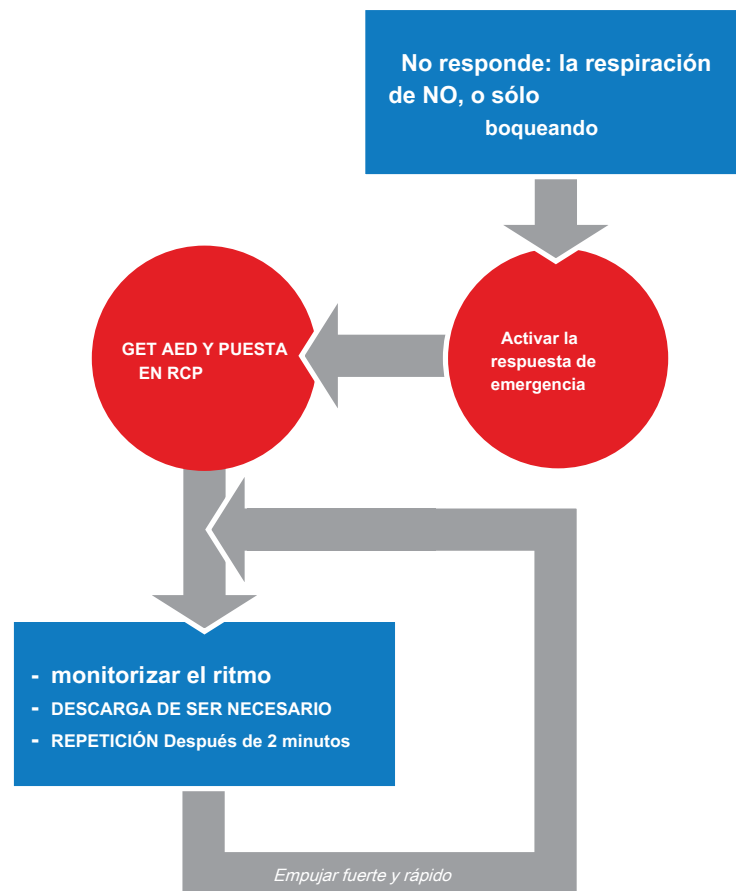 No responde: la respiración
de NO, o sólo
boqueando
Activar la
respuesta de
emergencia
GET AED Y PUESTA
EN RCP
- monitorizar el ritmo
- DESCARGA DE SER NECESARIO
- REPETICIÓN Después de 2 minutos
Empujar fuerte y rápido